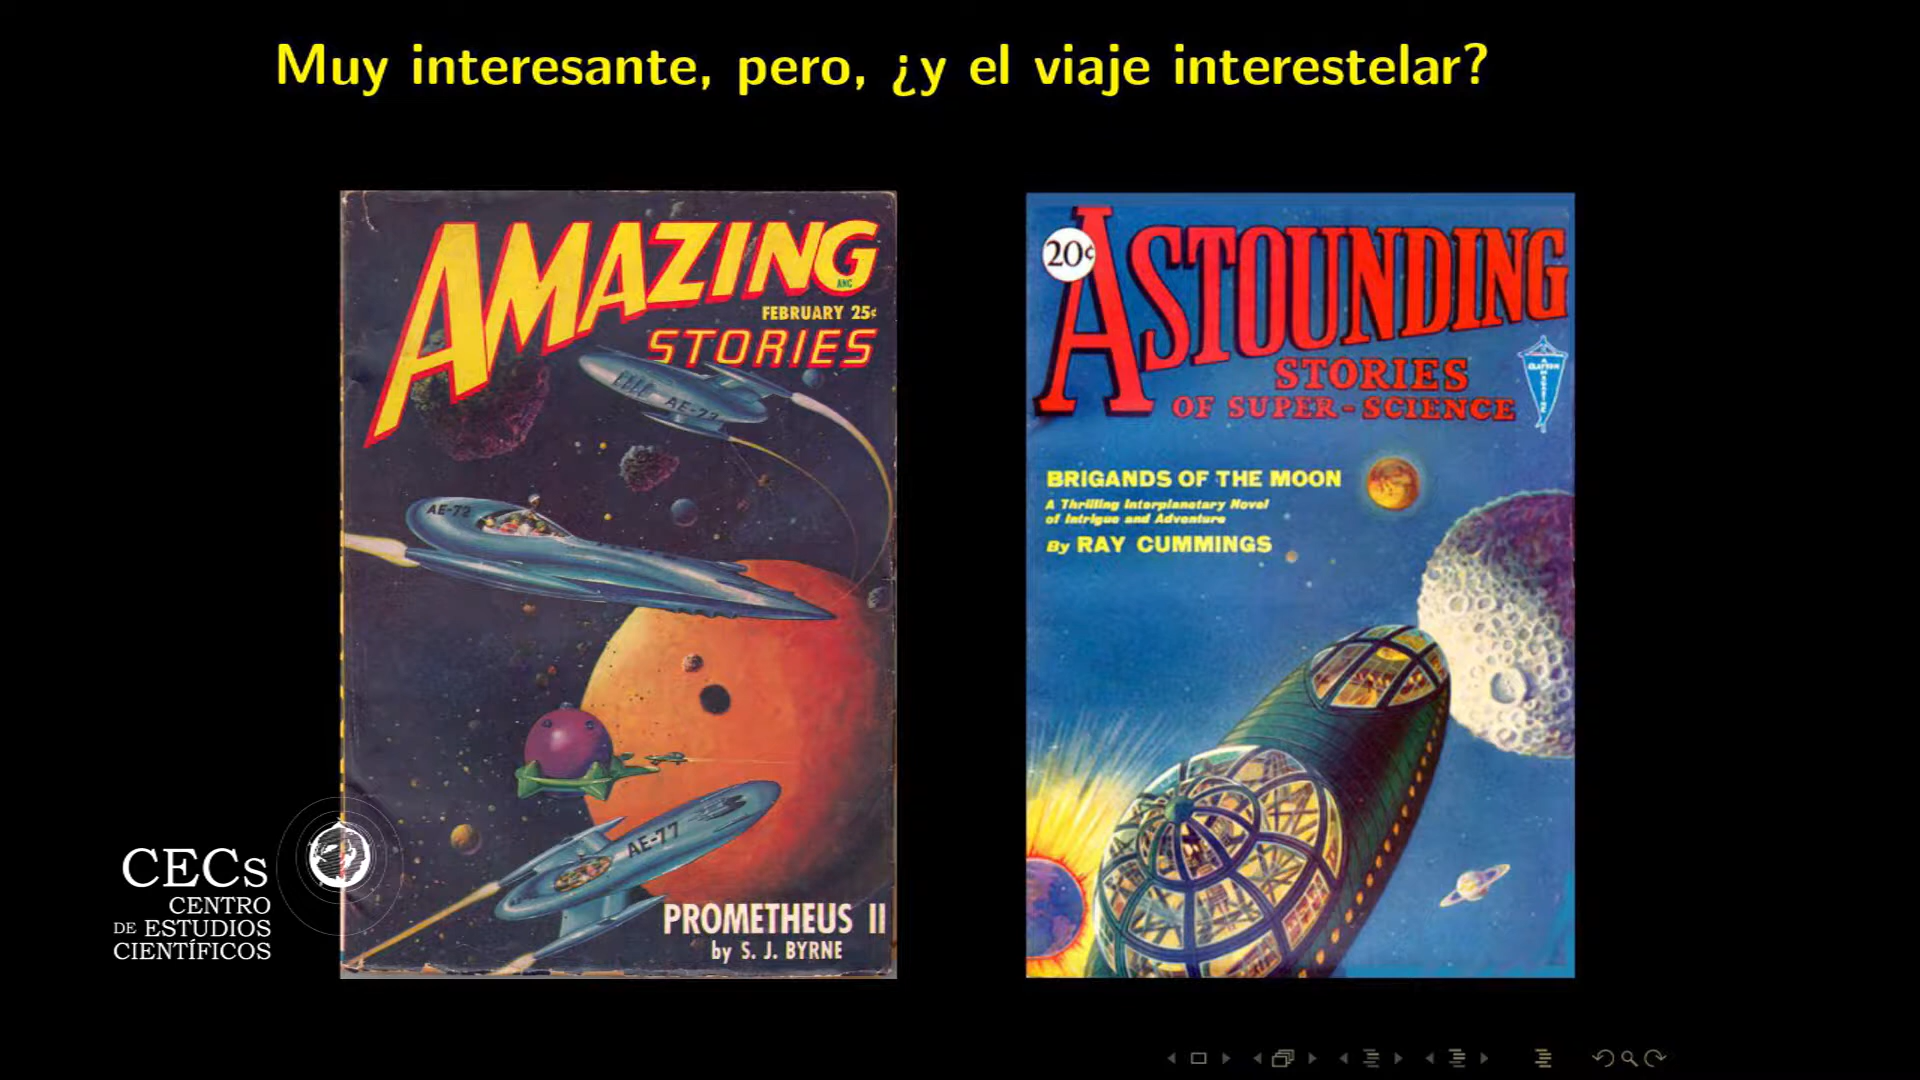 Muy interesante, pero, ¿y el viaje interestelar?
AMAZING
FEBRUARY 25¢
STORIES
AE-72
AE-77
PROMETHEUS II
by S. J. BYRNE
20¢
ASTOUNDING
STORIES
OF SUPER-SCIENCE
BRIGANDS OF THE MOON
A Thrilling Interplanetary Novel
of Intrigue and Adventure
By RAY CUMMINGS
CECs
CENTRO
DE ESTUDIOS
CIENTÍFICOS